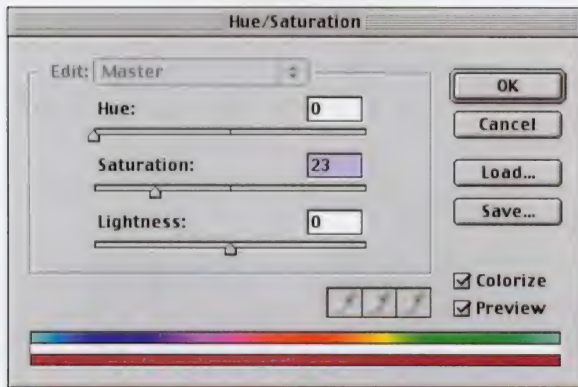 Hue/Saturation
Edit: Master
Hue: 0
Saturation: 23
Lightness: 0
OK
Cancel
Load...
Save...
Colorize
Preview